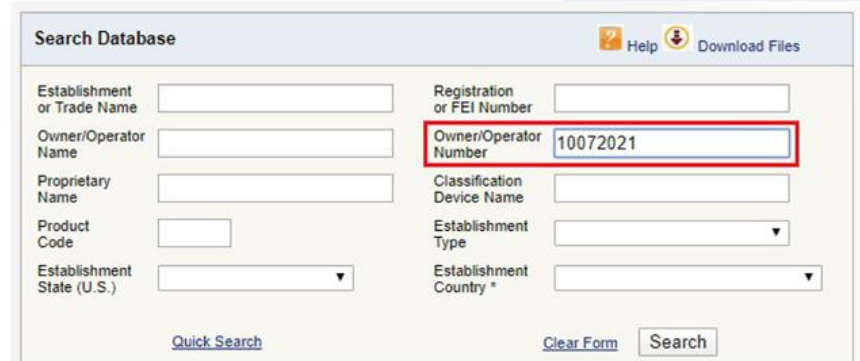 Search Database
? Help Download Files
Establishment
or Trade Name
Registration
or FEI Number
Owner/Operator
Name
Owner/Operator
Number
10072021
Proprietary
Name
Classification
Device Name
Product
Code
Establishment
Type
Establishment
State (U.S.)
Establishment
Country *
Quick Search
Clear Form
Search